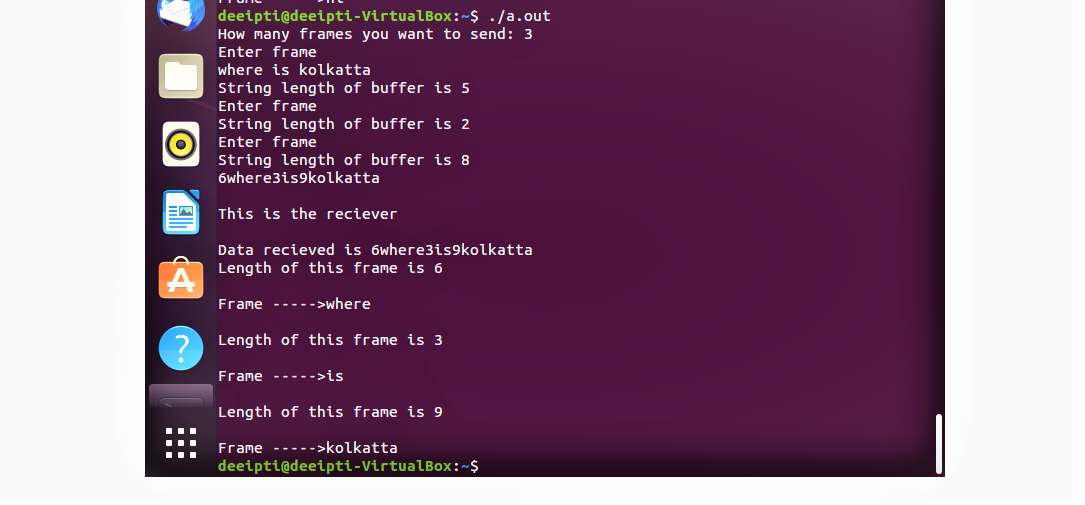 Frame ----->hi
deeipti@deeipti-VirtualBox:~$ ./a.out
How many frames you want to send: 3
Enter frame
where is kolkatta
String length of buffer is 5
Enter frame
String length of buffer is 2
Enter frame
String length of buffer is 8
6where3is9kolkatta
This is the reciever
Data recieved is 6where3is9kolkatta
Length of this frame is 6
Frame ----->where
Length of this frame is 3
Frame ----->is
Length of this frame is 9
Frame ----->kolkatta
deeipti@deeipti-VirtualBox:~$